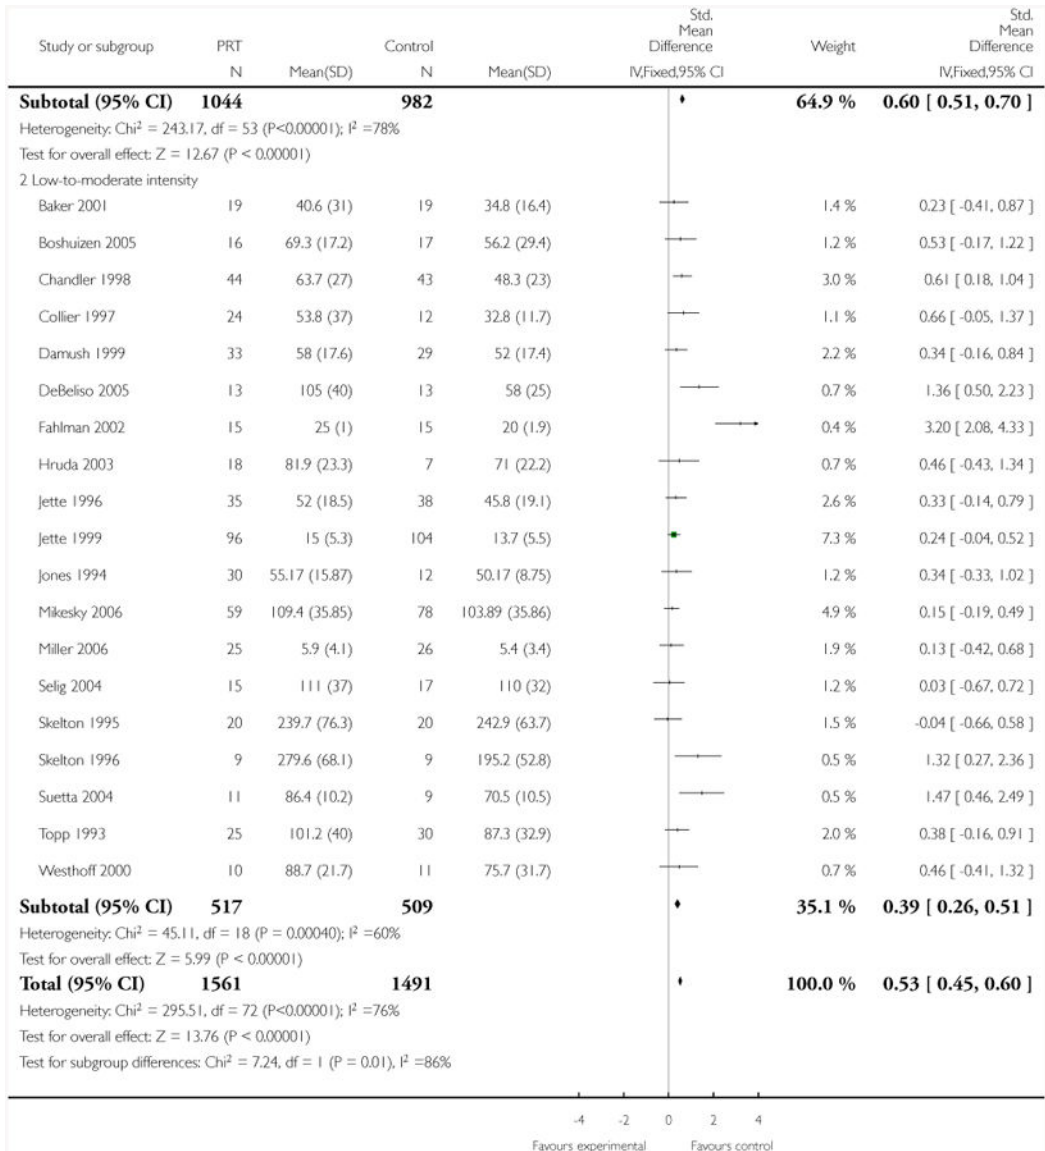 Std.
Mean
Difference
Std.
Mean
Difference
Study or subgroup PRT Control Weight
N Mean(SD) N Mean(SD) IV,Fixed,95% CI IV,Fixed,95% CI
Subtotal (95% CI) 1044 982 64.9 % 0.60 [ 0.51, 0.70 ]
Heterogeneity: Chi² = 243.17, df = 53 (P<0.00001); I² =78%
Test for overall effect: Z = 12.67 (P < 0.00001)
2 Low-to-moderate intensity
Baker 2001 19 40.6 (31) 19 34.8 (16.4) 1.4 % 0.23 [ -0.41, 0.87 ]
Boshuizen 2005 16 69.3 (17.2) 17 56.2 (29.4) 1.2 % 0.53 [ -0.17, 1.22 ]
Chandler 1998 44 63.7 (27) 43 48.3 (23) 3.0 % 0.61 [ 0.18, 1.04 ]
Collier 1997 24 53.8 (37) 12 32.8 (11.7) 1.1 % 0.66 [ -0.05, 1.37 ]
Damush 1999 33 58 (17.6) 29 52 (17.4) 2.2 % 0.34 [ -0.16, 0.84 ]
DeBeliso 2005 13 105 (40) 13 58 (25) 0.7 % 1.36 [ 0.50, 2.23 ]
Fahlman 2002 15 25 (1) 15 20 (1.9) 0.4 % 3.20 [ 2.08, 4.33 ]
Hruda 2003 18 81.9 (23.3) 7 71 (22.2) 0.7 % 0.46 [ -0.43, 1.34 ]
Jette 1996 35 52 (18.5) 38 45.8 (19.1) 2.6 % 0.33 [ -0.14, 0.79 ]
Jette 1999 96 15 (5.3) 104 13.7 (5.5) 7.3 % 0.24 [ -0.04, 0.52 ]
Jones 1994 30 55.17 (15.87) 12 50.17 (8.75) 1.2 % 0.34 [ -0.33, 1.02 ]
Mikesky 2006 59 109.4 (35.85) 78 103.89 (35.86) 4.9 % 0.15 [ -0.19, 0.49 ]
Miller 2006 25 5.9 (4.1) 26 5.4 (3.4) 1.9 % 0.13 [ -0.42, 0.68 ]
Selig 2004 15 111 (37) 17 110 (32) 1.2 % 0.03 [ -0.67, 0.72 ]
Skelton 1995 20 239.7 (76.3) 20 242.9 (63.7) 1.5 % -0.04 [ -0.66, 0.58 ]
Skelton 1996 9 279.6 (68.1) 9 195.2 (52.8) 0.5 % 1.32 [ 0.27, 2.36 ]
Suetta 2004 11 86.4 (10.2) 9 70.5 (10.5) 0.5 % 1.47 [ 0.46, 2.49 ]
Topp 1993 25 101.2 (40) 30 87.3 (32.9) 2.0 % 0.38 [ -0.16, 0.91 ]
Westhoff 2000 10 88.7 (21.7) 11 75.7 (31.7) 0.7 % 0.46 [ -0.41, 1.32 ]
Subtotal (95% CI) 517 509 35.1 % 0.39 [ 0.26, 0.51 ]
Heterogeneity: Chi² = 45.11, df = 18 (P = 0.00040); I² =60%
Test for overall effect: Z = 5.99 (P < 0.00001)
Total (95% CI) 1561 1491 100.0 % 0.53 [ 0.45, 0.60 ]
Heterogeneity: Chi² = 295.51, df = 72 (P<0.00001); I² =76%
Test for overall effect: Z = 13.76 (P < 0.00001)
Test for subgroup differences: Chi² = 7.24, df = 1 (P = 0.01), I² =86%
-4 -2 0 2 4
Favours experimental Favours control